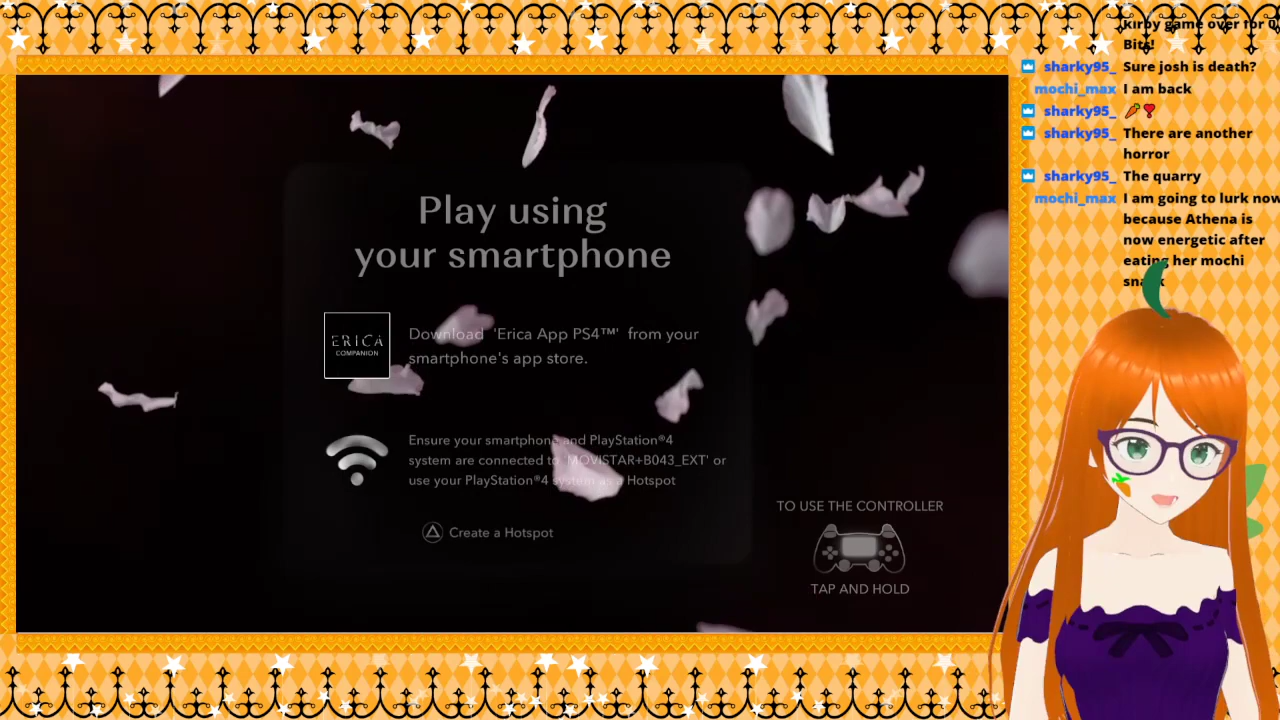 Play using
your smartphone
ERICA
COMPANION
Download 'Erica App PS4™' from your
smartphone's app store.
Ensure your smartphone and PlayStation®4
system are connected to 'MOVISTAR+B043_EXT' or
use your PlayStation®4 system as a Hotspot
Create a Hotspot
TO USE THE CONTROLLER
TAP AND HOLD
kirby game over for
Bits!
sharky95_ Sure josh is death?
mochi_max I am back
sharky95_ 🥕❣️
sharky95_ There are another
horror
sharky95_ The quarry
mochi_max I am going to lurk now
because Athena is
now energetic after
eating her mochi